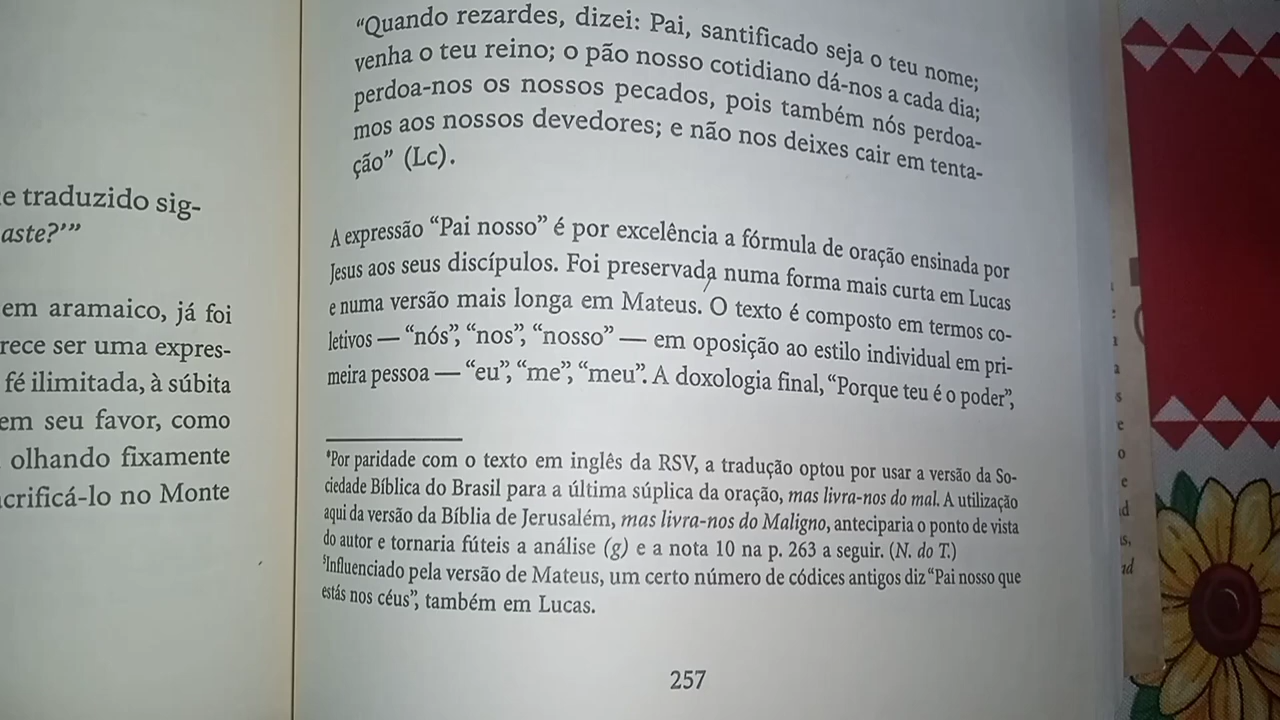 e traduzido sig-
aste?'”
em aramaico, já foi
rece ser uma expres-
fé ilimitada, à súbita
em seu favor, como
olhando fixamente
crificá-lo no Monte
“Quando rezardes, dizei: Pai, santificado seja o teu nome;
venha o teu reino; o pão nosso cotidiano dá-nos a cada dia;
perdoa-nos os nossos pecados, pois também nós perdoa-
mos aos nossos devedores; e não nos deixes cair em tenta-
ção” (Lc).
A expressão “Pai nosso” é por excelência a fórmula de oração ensinada por
Jesus aos seus discípulos. Foi preservada numa forma mais curta em Lucas
e numa versão mais longa em Mateus. O texto é composto em termos co-
letivos — “nós”, “nos”, “nosso” — em oposição ao estilo individual em pri-
meira pessoa — “eu”, “me”, “meu”. A doxologia final, “Porque teu é o poder”,
⁴Por paridade com o texto em inglês da RSV, a tradução optou por usar a versão da So-
ciedade Bíblica do Brasil para a última súplica da oração, mas livra-nos do mal. A utilização
aqui da versão da Bíblia de Jerusalém, mas livra-nos do Maligno, anteciparia o ponto de vista
do autor e tornaria fúteis a análise (g) e a nota 10 na p. 263 a seguir. (N. do T.)
⁵Influenciado pela versão de Mateus, um certo número de códices antigos diz “Pai nosso que
estás nos céus”, também em Lucas.
257